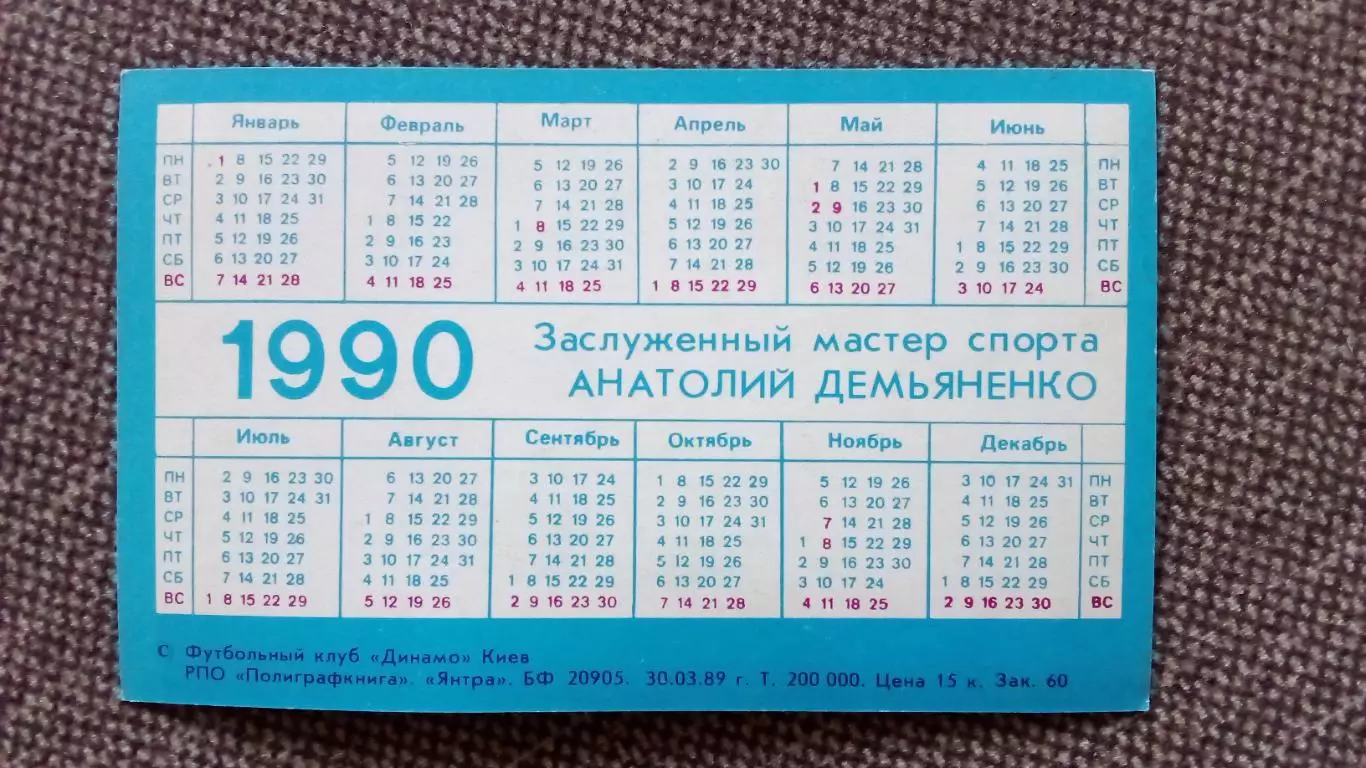 Январь Февраль Март Апрель Май Июнь
ПН 1 8 15 22 29 5 12 19 26 5 12 19 26 2 9 16 23 30 7 14 21 28 4 11 18 25 ПН
ВТ 2 9 16 23 30 6 13 20 27 6 13 20 27 3 10 17 24 1 8 15 22 29 5 12 19 26 ВТ
СР 3 10 17 24 31 7 14 21 28 7 14 21 28 4 11 18 25 2 9 16 23 30 6 13 20 27 СР
ЧТ 4 11 18 25 1 8 15 22 1 8 15 22 29 5 12 19 26 3 10 17 24 31 7 14 21 28 ЧТ
ПТ 5 12 19 26 2 9 16 23 2 9 16 23 30 6 13 20 27 4 11 18 25 1 8 15 22 29 ПТ
СБ 6 13 20 27 3 10 17 24 3 10 17 24 31 7 14 21 28 5 12 19 26 2 9 16 23 30 СБ
ВС 7 14 21 28 4 11 18 25 4 11 18 25 1 8 15 22 29 6 13 20 27 3 10 17 24 ВС
1990
Заслуженный мастер спорта
АНАТОЛИЙ ДЕМЬЯНЕНКО
Июль Август Сентябрь Октябрь Ноябрь Декабрь
ПН 2 9 16 23 30 6 13 20 27 3 10 17 24 1 8 15 22 29 5 12 19 26 3 10 17 24 31 ПН
ВТ 3 10 17 24 31 7 14 21 28 4 11 18 25 2 9 16 23 30 6 13 20 27 4 11 18 25 ВТ
СР 4 11 18 25 1 8 15 22 29 5 12 19 26 3 10 17 24 31 7 14 21 28 5 12 19 26 СР
ЧТ 5 12 19 26 2 9 16 23 30 6 13 20 27 4 11 18 25 1 8 15 22 29 6 13 20 27 ЧТ
ПТ 6 13 20 27 3 10 17 24 31 7 14 21 28 5 12 19 26 2 9 16 23 30 7 14 21 28 ПТ
СБ 7 14 21 28 4 11 18 25 1 8 15 22 29 6 13 20 27 3 10 17 24 1 8 15 22 29 СБ
ВС 1 8 15 22 29 5 12 19 26 2 9 16 23 30 7 14 21 28 4 11 18 25 2 9 16 23 30 ВС
С Футбольный клуб «Динамо» Киев
РПО «Полиграфкнига». «Янтра». БФ 20905. 30.03.89 г. Т. 200 000. Цена 15 к. Зак. 60